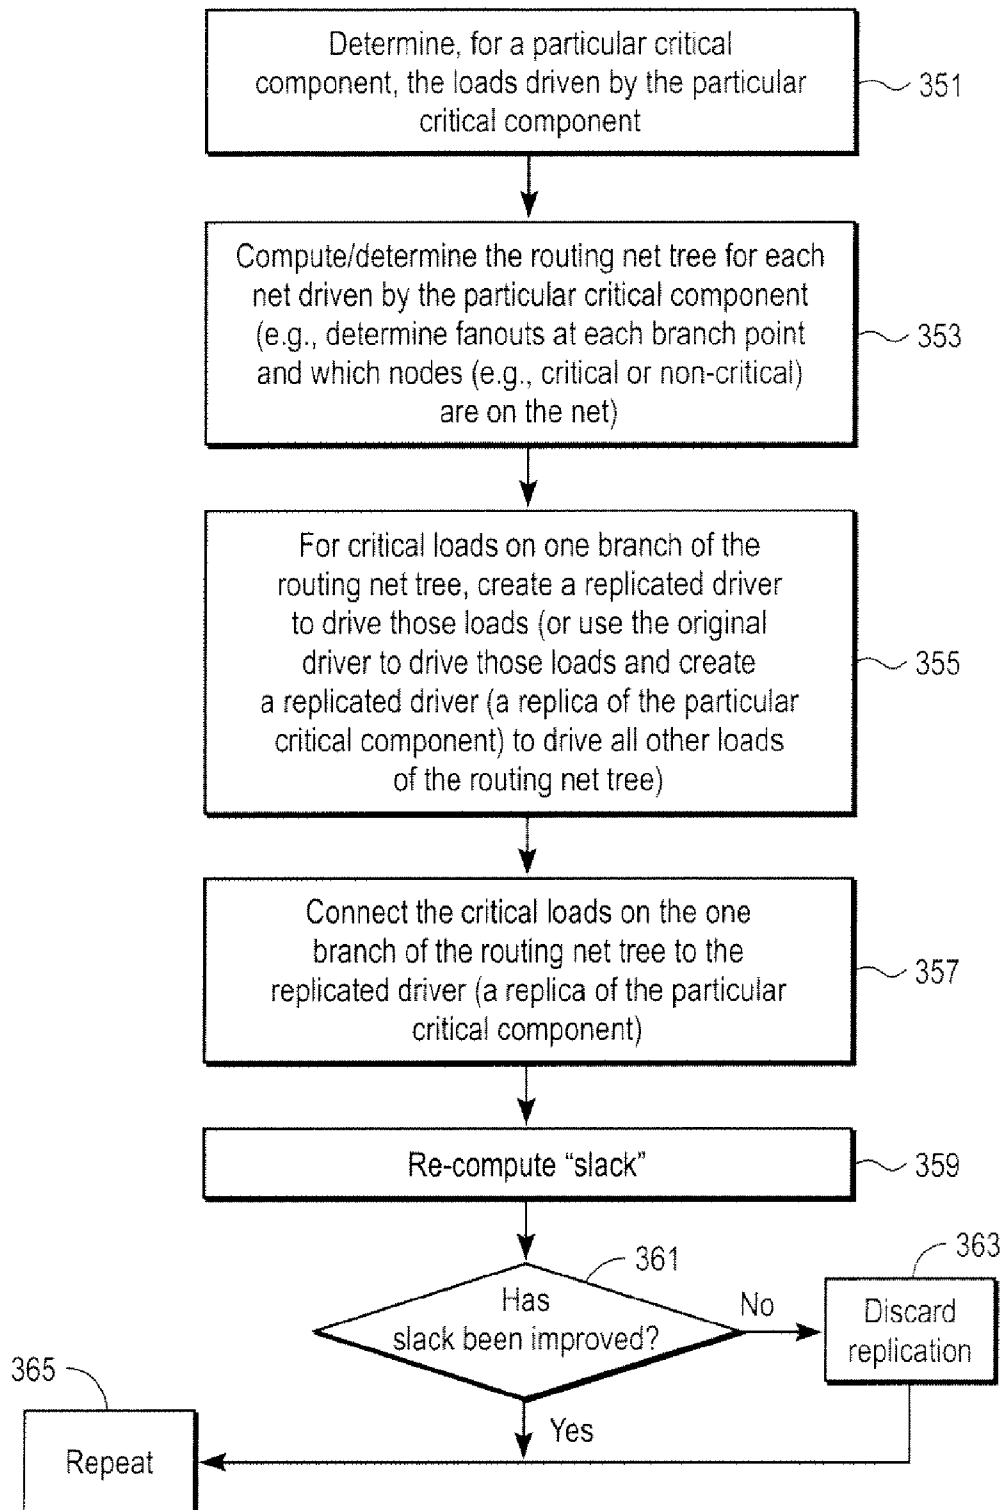 Determine, for a particular critical
component, the loads driven by the particular
critical component
351
Compute/determine the routing net tree for each
net driven by the particular critical component
(e.g., determine fanouts at each branch point
and which nodes (e.g., critical or non-critical)
are on the net)
353
For critical loads on one branch of the
routing net tree, create a replicated driver
to drive those loads (or use the original
driver to drive those loads and create
a replicated driver (a replica of the particular
critical component) to drive all other loads
of the routing net tree)
355
Connect the critical loads on the one
branch of the routing net tree to the
replicated driver (a replica of the particular
critical component)
357
Re-compute “slack”
359
361
Has
slack been improved?
No
363
Discard
replication
Yes
365
Repeat